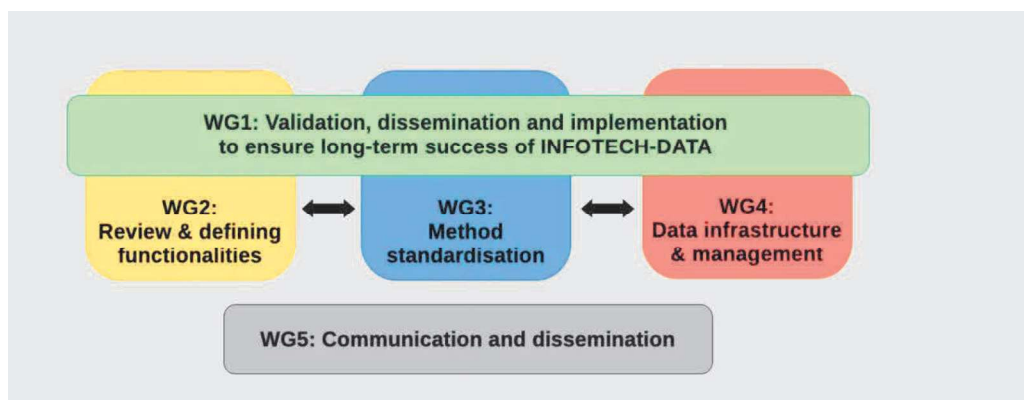 WG1: Validation, dissemination and implementation
to ensure long-term success of INFOTECH-DATA
WG2:
Review & defining
functionalities
WG3:
Method
standardisation
WG4:
Data infrastructure
& management
WG5: Communication and dissemination